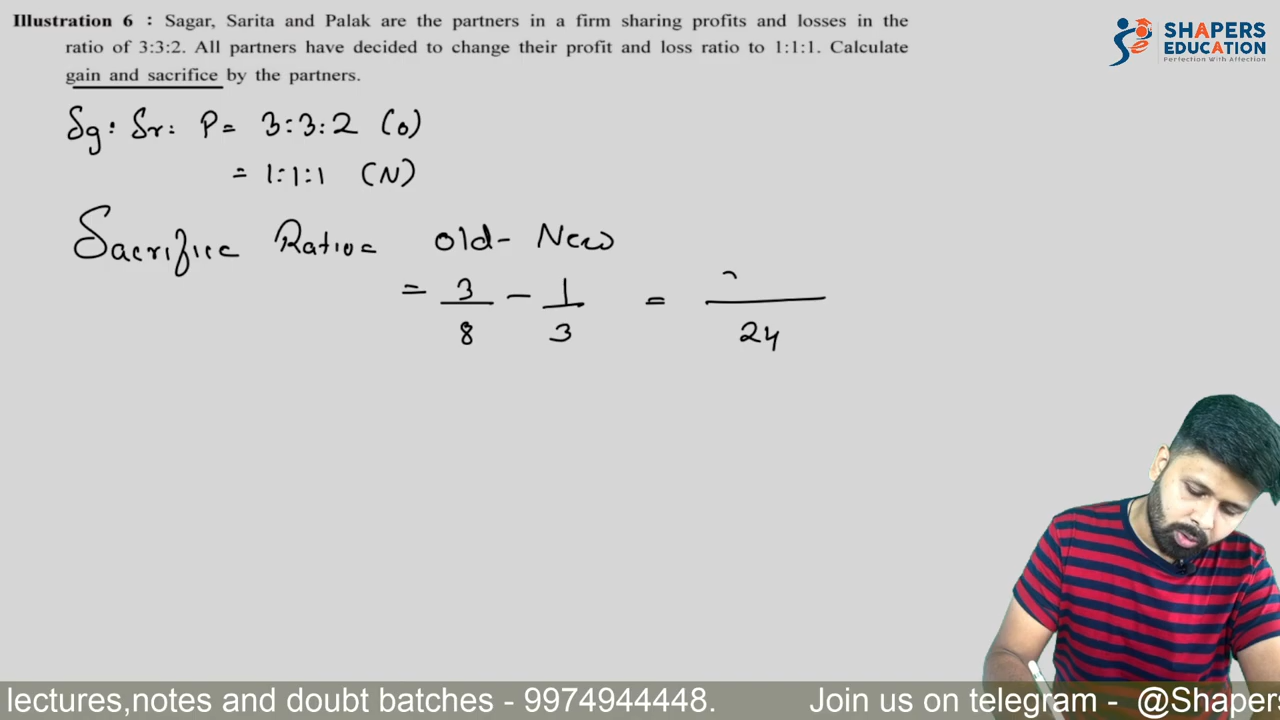 Illustration 6 : Sagar, Sarita and Palak are the partners in a firm sharing profits and losses in the
ratio of 3:3:2. All partners have decided to change their profit and loss ratio to 1:1:1. Calculate
gain and sacrifice by the partners.
SHAPERS
EDUCATION
Perfection With Affection
Sg: Sr: P= 3:3:2 (O)
= 1:1:1 (N)
Sacrifice Ratio = Old - New
= 3/8 - 1/3 = /24
lectures,notes and doubt batches - 9974944448. Join us on telegram - @Shapers